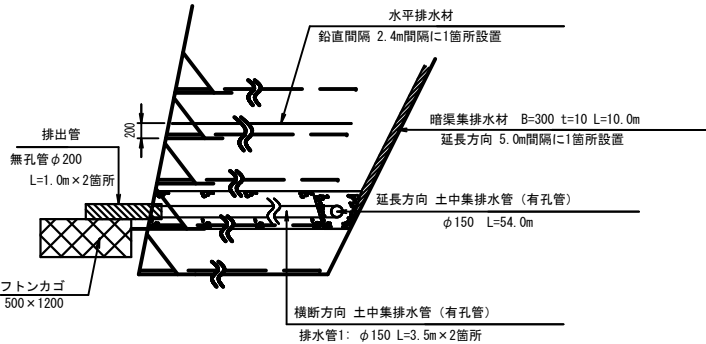 水平排水材
鉛直間隔 2.4m間隔に1箇所設置
200
排出管
無孔管φ200
L=1.0m×2箇所
暗渠集排水材 B=300 t=10 L=10.0m
延長方向 5.0m間隔に1箇所設置
延長方向 土中集排水管（有孔管）
φ150 L=54.0m
フトンカゴ
500×1200
横断方向 土中集排水管（有孔管）
排水管1: φ150 L=3.5m×2箇所